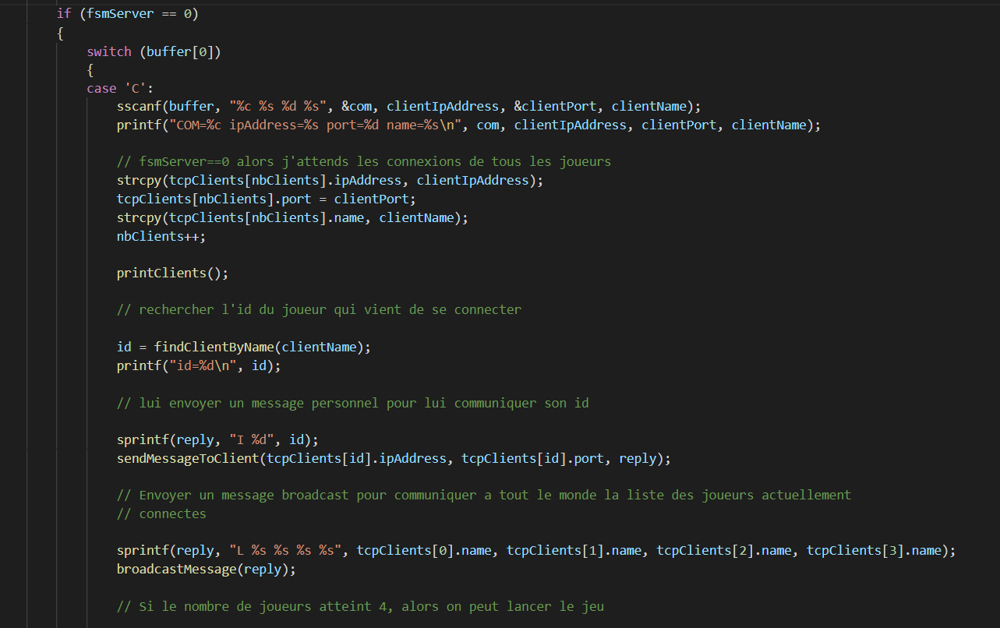 if (fsmServer == 0)
{
switch (buffer[0])
{
case 'C':
sscanf(buffer, "%c %s %d %s", &com, clientIpAddress, &clientPort, clientName);
printf("COM=%c ipAddress=%s port=%d name=%s\n", com, clientIpAddress, clientPort, clientName);
// fsmServer==0 alors j'attends les connexions de tous les joueurs
strcpy(tcpClients[nbClients].ipAddress, clientIpAddress);
tcpClients[nbClients].port = clientPort;
strcpy(tcpClients[nbClients].name, clientName);
nbClients++;
printClients();
// rechercher l'id du joueur qui vient de se connecter
id = findClientByName(clientName);
printf("id=%d\n", id);
// lui envoyer un message personnel pour lui communiquer son id
sprintf(reply, "I %d", id);
sendMessageToClient(tcpClients[id].ipAddress, tcpClients[id].port, reply);
// Envoyer un message broadcast pour communiquer a tout le monde la liste des joueurs actuellement
// connectes
sprintf(reply, "L %s %s %s %s", tcpClients[0].name, tcpClients[1].name, tcpClients[2].name, tcpClients[3].name);
broadcastMessage(reply);
// Si le nombre de joueurs atteint 4, alors on peut lancer le jeu